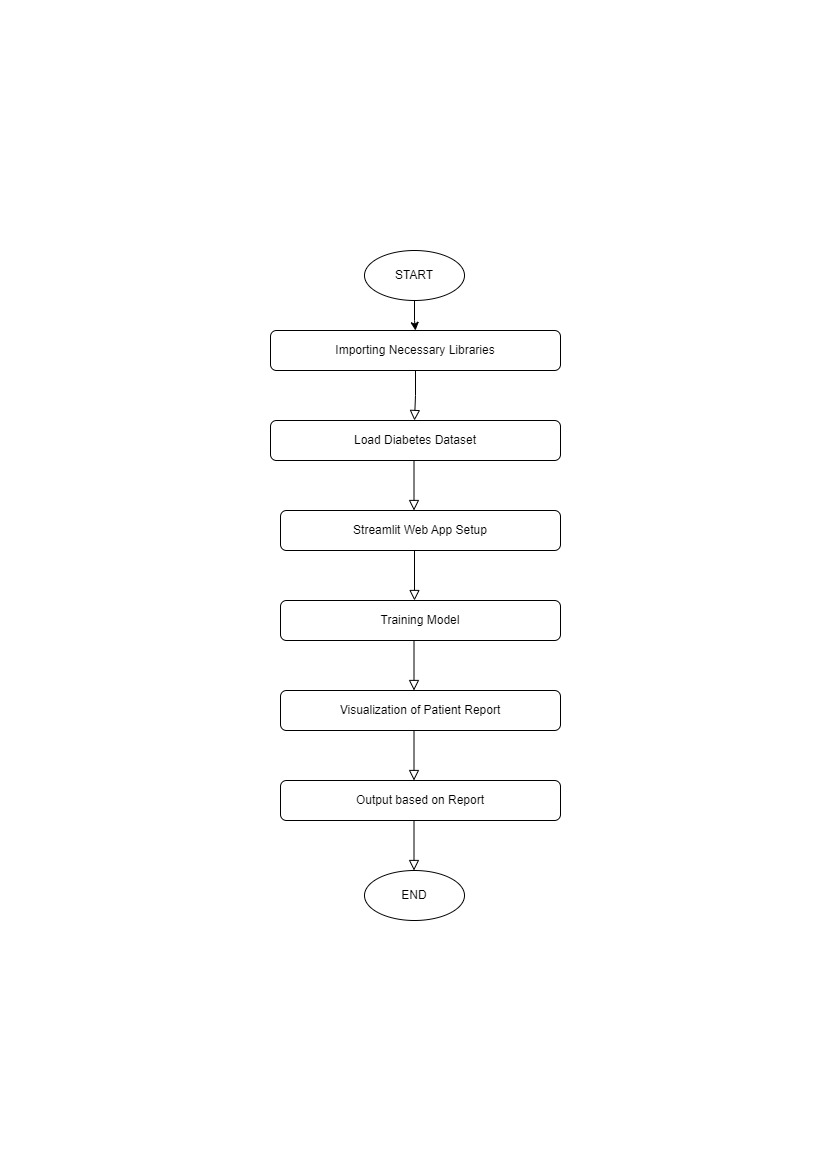 START
Importing Necessary Libraries
Load Diabetes Dataset
Streamlit Web App Setup
Training Model
Visualization of Patient Report
Output based on Report
END